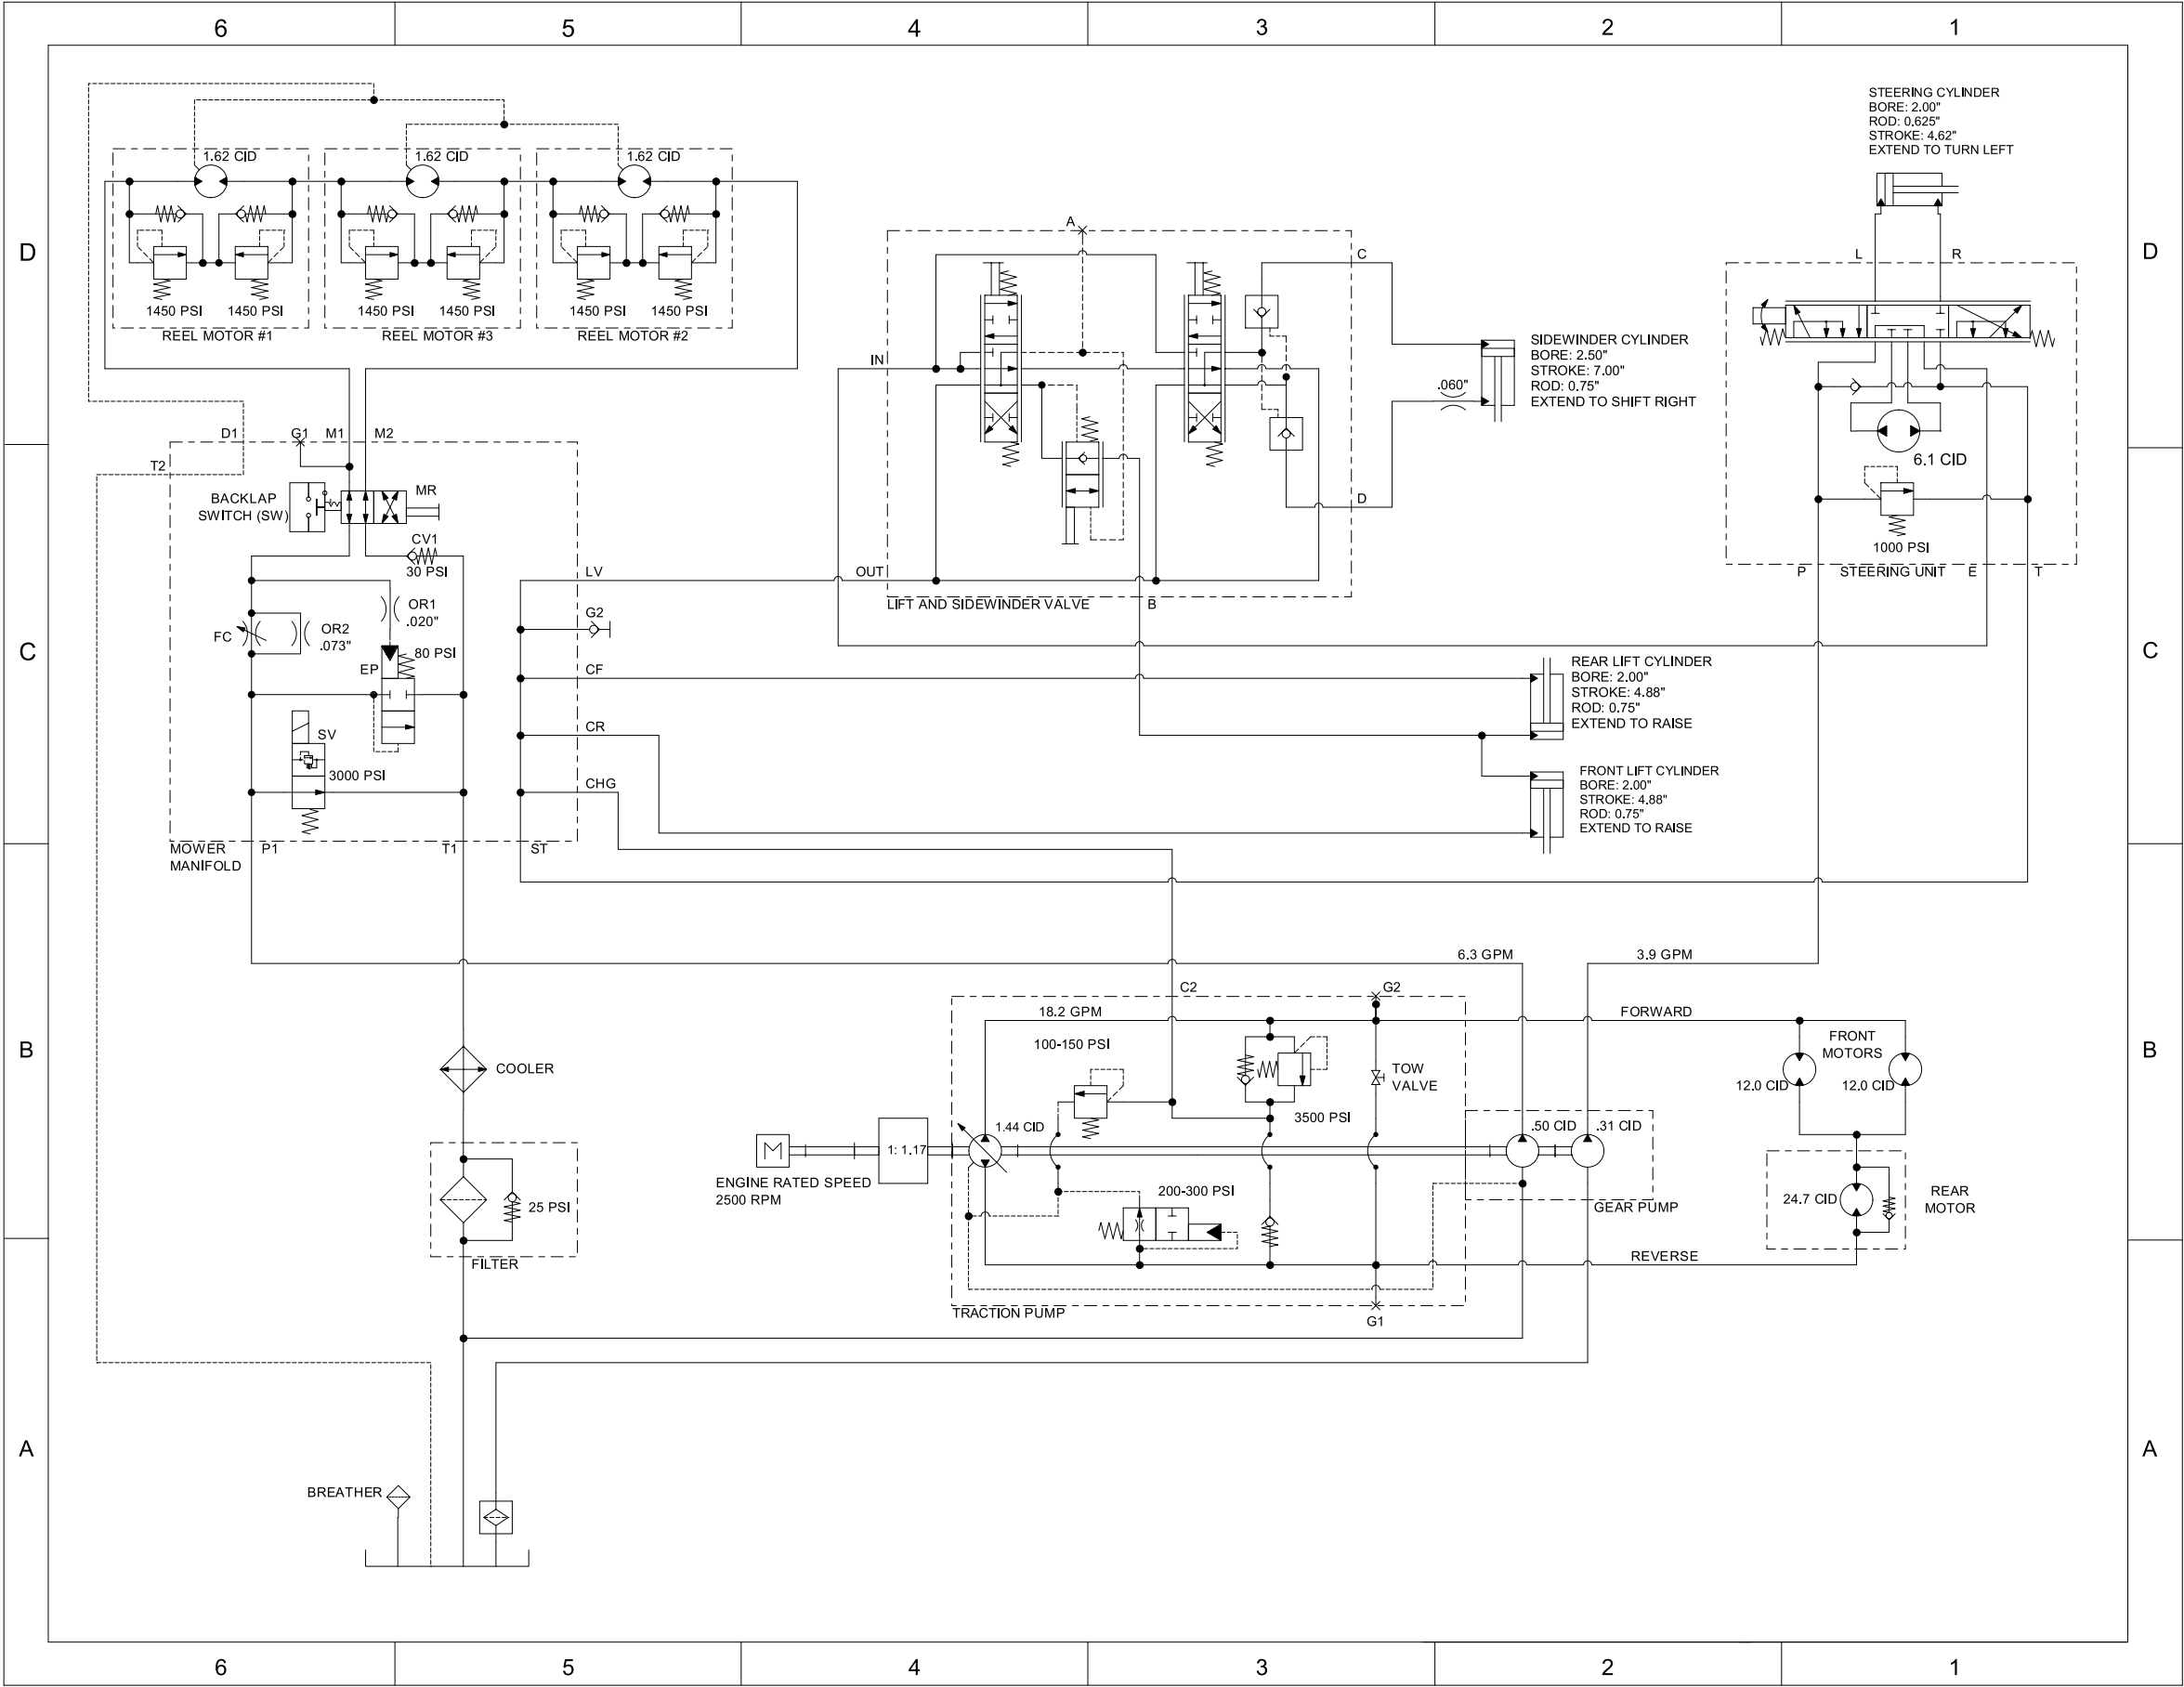 6 5 4 3 2 1
STEERING CYLINDER
BORE: 2.00"
ROD: 0.625"
STROKE: 4.62"
EXTEND TO TURN LEFT
1.62 CID
1.62 CID
1.62 CID
1450 PSI 1450 PSI
REEL MOTOR #1
1450 PSI 1450 PSI
REEL MOTOR #3
1450 PSI 1450 PSI
REEL MOTOR #2
D
D
A
C
L R
IN
SIDEWINDER CYLINDER
BORE: 2.50"
STROKE: 7.00"
ROD: 0.75"
EXTEND TO SHIFT RIGHT
.060"
D1 G1 M1 M2
T2
6.1 CID
BACKLAP
SWITCH (SW)
MR
D
CV1
30 PSI
1000 PSI
LV
OUT
P STEERING UNIT E T
LIFT AND SIDEWINDER VALVE B
OR1
.020"
G2
FC
OR2
.073"
C
C
80 PSI
EP
CF
REAR LIFT CYLINDER
BORE: 2.00"
STROKE: 4.88"
ROD: 0.75"
EXTEND TO RAISE
CR
SV
3000 PSI
CHG
FRONT LIFT CYLINDER
BORE: 2.00"
STROKE: 4.88"
ROD: 0.75"
EXTEND TO RAISE
MOWER
MANIFOLD
P1 T1 ST
6.3 GPM 3.9 GPM
C2 G2
18.2 GPM
FORWARD
100-150 PSI
FRONT
MOTORS
B
B
COOLER
TOW
VALVE
12.0 CID 12.0 CID
3500 PSI
1.44 CID
.50 CID .31 CID
M
1: 1.17
ENGINE RATED SPEED
2500 RPM
200-300 PSI
24.7 CID
REAR
MOTOR
25 PSI
GEAR PUMP
FILTER
REVERSE
TRACTION PUMP
G1
A
A
BREATHER
6 5 4 3 2 1